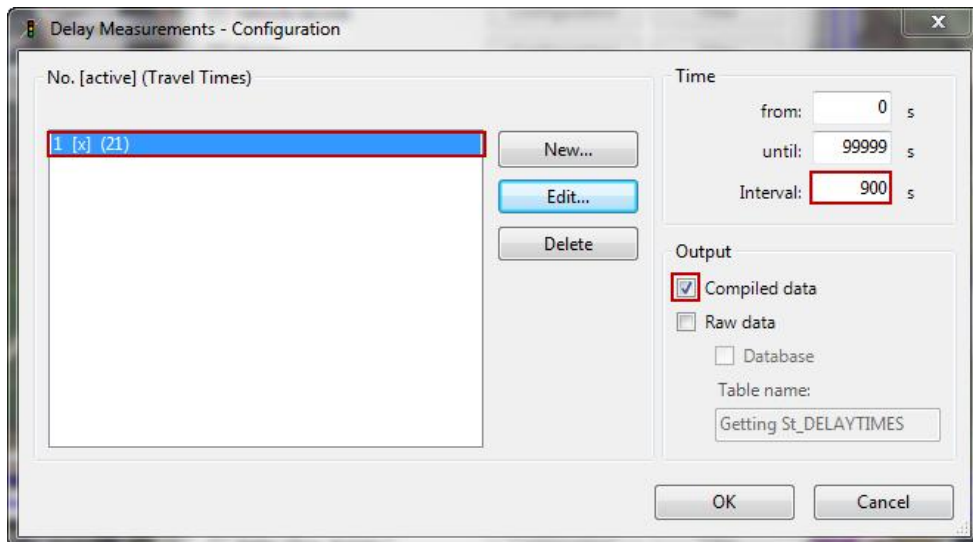 Delay Measurements - Configuration
X
No. [active] (Travel Times)
1 [x] (21)
New...
Edit...
Delete
Time
from: 0 s
until: 99999 s
Interval: 900 s
Output
Compiled data
Raw data
Database
Table name:
Getting St_DELAYTIMES
OK
Cancel